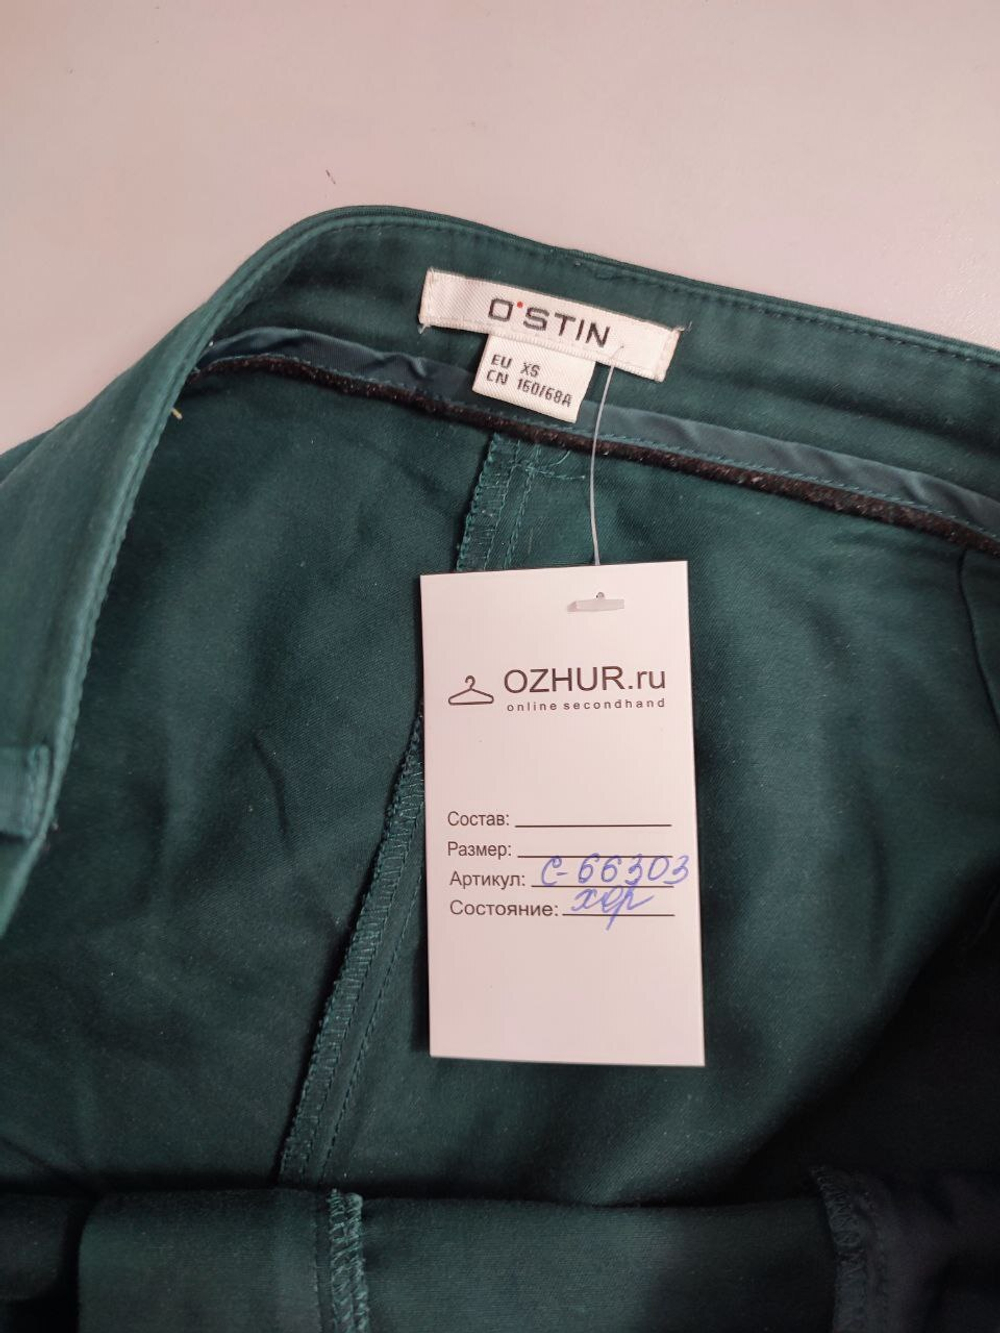 O'STIN
EU XS
CN 160/68A
OZHUR.ru
online secondhand
Состав:
Размер:
Артикул: С-66303
Состояние: хор